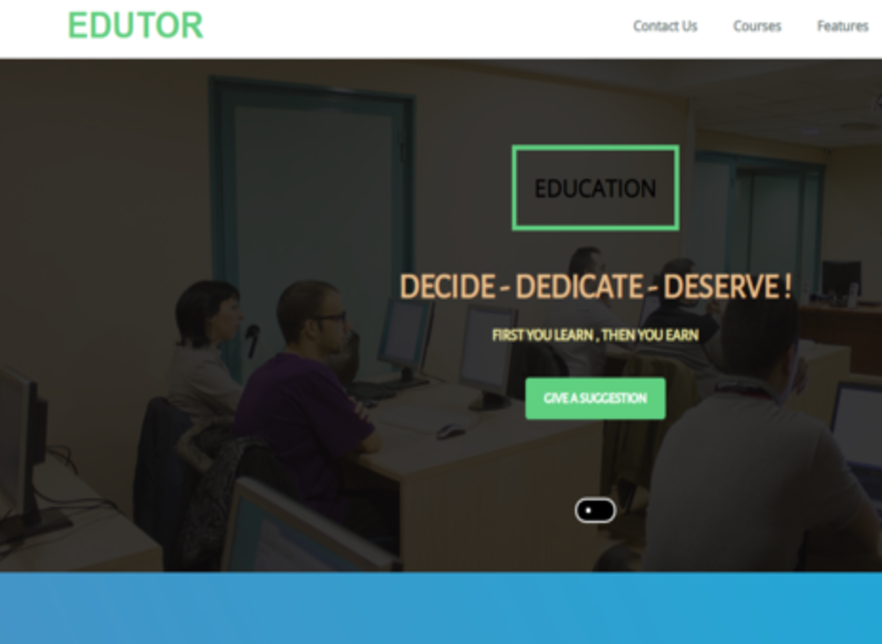 EDUTOR
Contact Us Courses Features
EDUCATION
DECIDE - DEDICATE - DESERVE !
FIRST YOU LEARN , THEN YOU EARN
GIVE A SUGGESTION